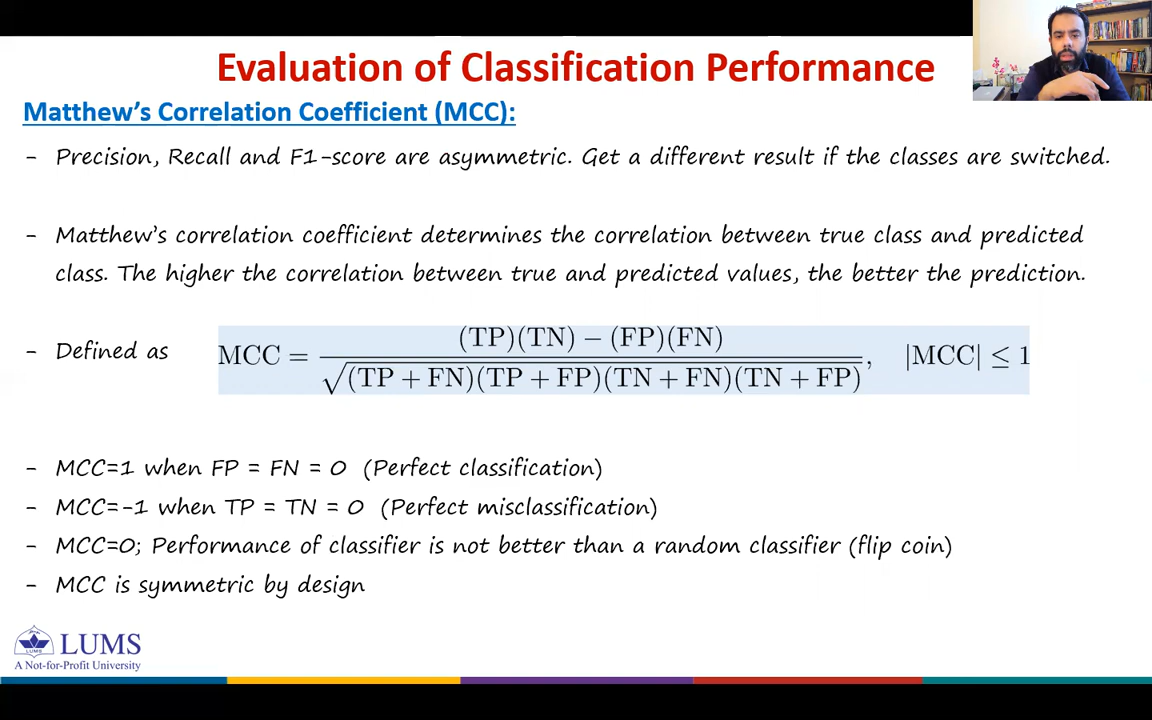 Evaluation of Classification Performance
Matthew's Correlation Coefficient (MCC):
- Precision, Recall and F1-score are asymmetric. Get a different result if the classes are switched.
- Matthew's correlation coefficient determines the correlation between true class and predicted
class. The higher the correlation between true and predicted values, the better the prediction.
- Defined as MCC = (TP)(TN) − (FP)(FN) / √(TP + FN)(TP + FP)(TN + FN)(TN + FP), |MCC| ≤ 1
- MCC=1 when FP = FN = 0 (Perfect classification)
- MCC=-1 when TP = TN = 0 (Perfect misclassification)
- MCC=0; Performance of classifier is not better than a random classifier (flip coin)
- MCC is symmetric by design
LUMS
A Not-for-Profit University